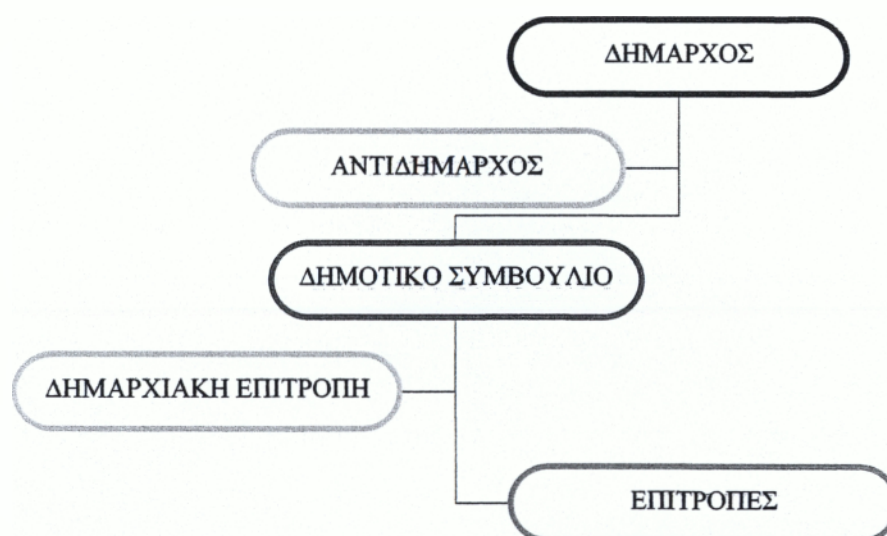 ΔΗΜΑΡΧΟΣ
ΑΝΤΙΔΗΜΑΡΧΟΣ
ΔΗΜΟΤΙΚΟ ΣΥΜΒΟΥΛΙΟ
ΔΗΜΑΡΧΙΑΚΗ ΕΠΙΤΡΟΠΗ
ΕΠΙΤΡΟΠΕΣ